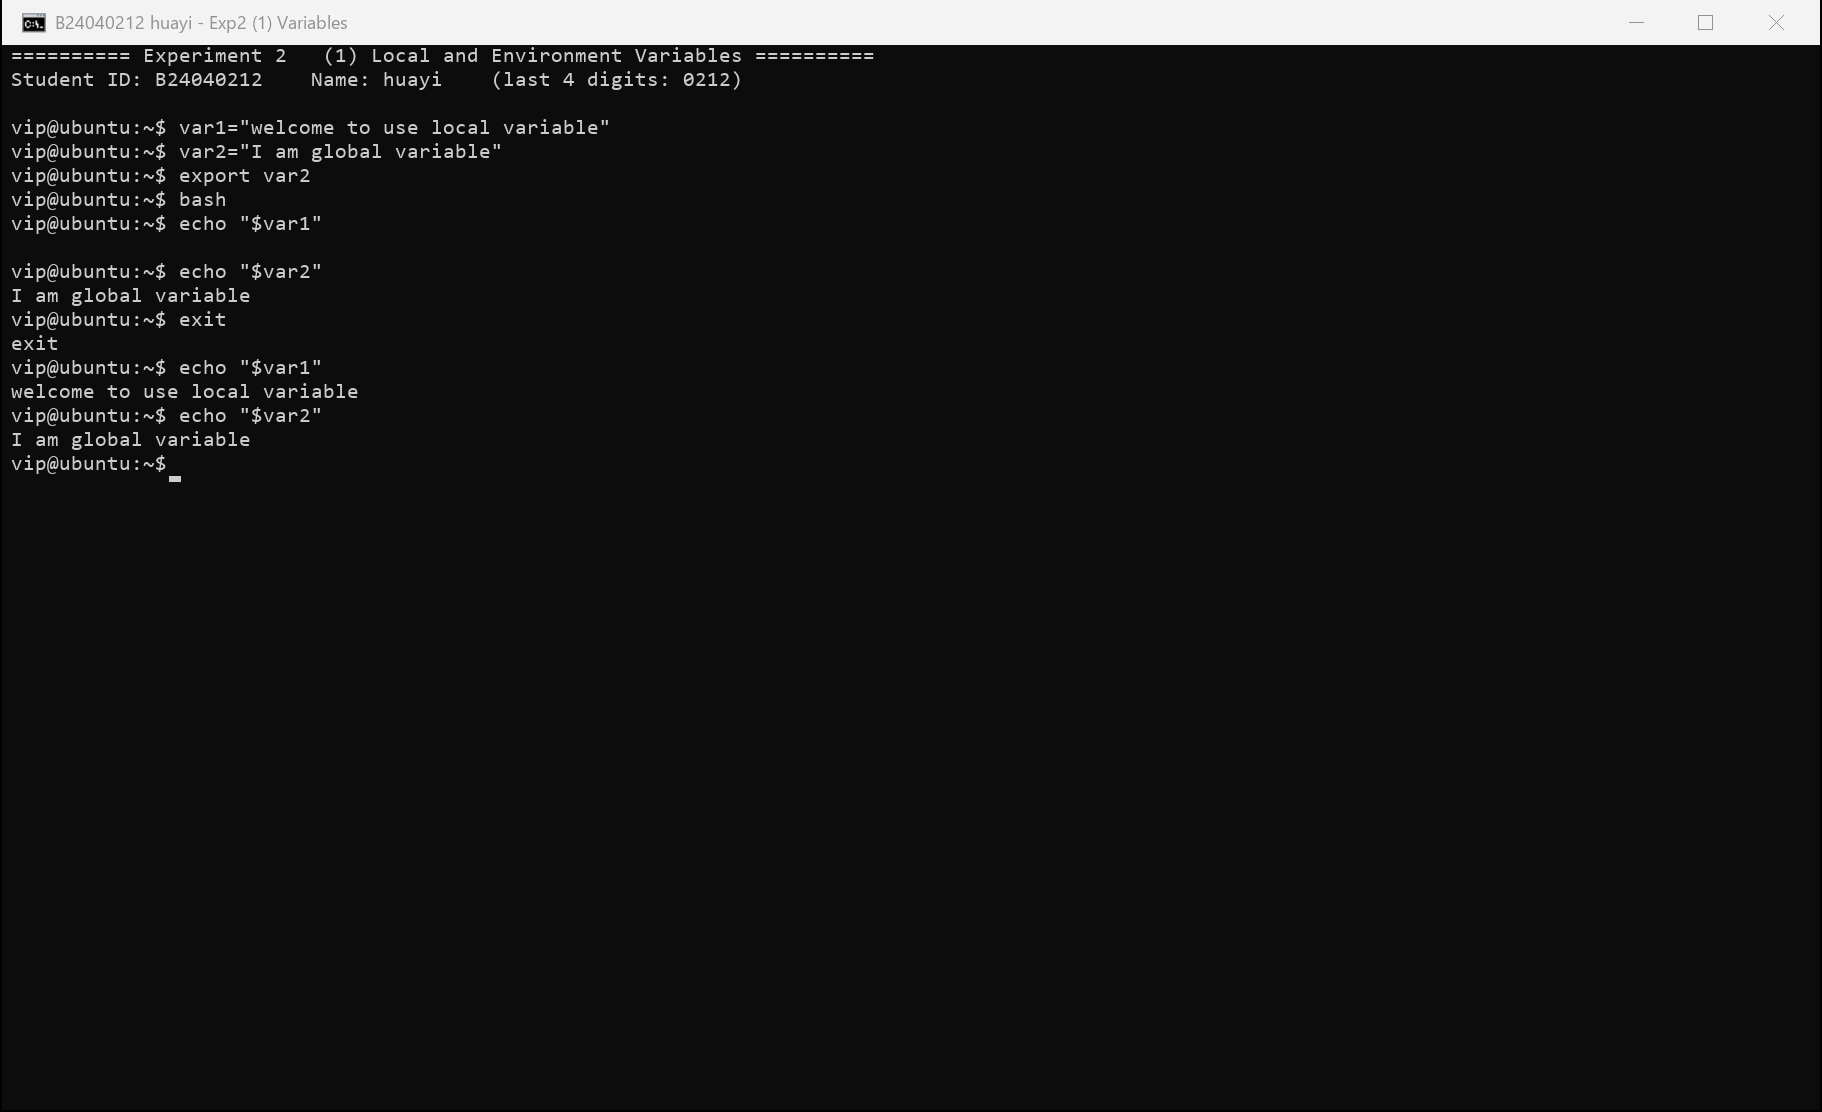 B24040212 huayi - Exp2 (1) Variables
========== Experiment 2   (1) Local and Environment Variables ==========
Student ID: B24040212    Name: huayi    (last 4 digits: 0212)
vip@ubuntu:~$ var1="welcome to use local variable"
vip@ubuntu:~$ var2="I am global variable"
vip@ubuntu:~$ export var2
vip@ubuntu:~$ bash
vip@ubuntu:~$ echo "$var1"
vip@ubuntu:~$ echo "$var2"
I am global variable
vip@ubuntu:~$ exit
exit
vip@ubuntu:~$ echo "$var1"
welcome to use local variable
vip@ubuntu:~$ echo "$var2"
I am global variable
vip@ubuntu:~$